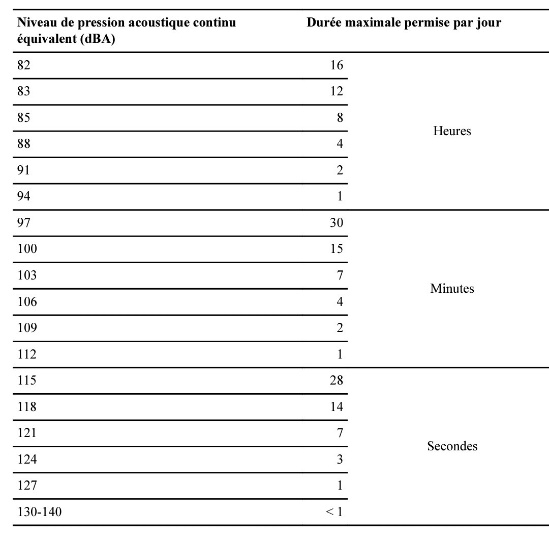 Niveau de pression acoustique continu Durée maximale permise par jour
équivalent (dBA)
82 16
83 12
85 8
Heures
88 4
91 2
94 1
97 30
100 15
103 7
Minutes
106 4
109 2
112 1
115 28
118 14
121 7
Secondes
124 3
127 1
130-140 < 1